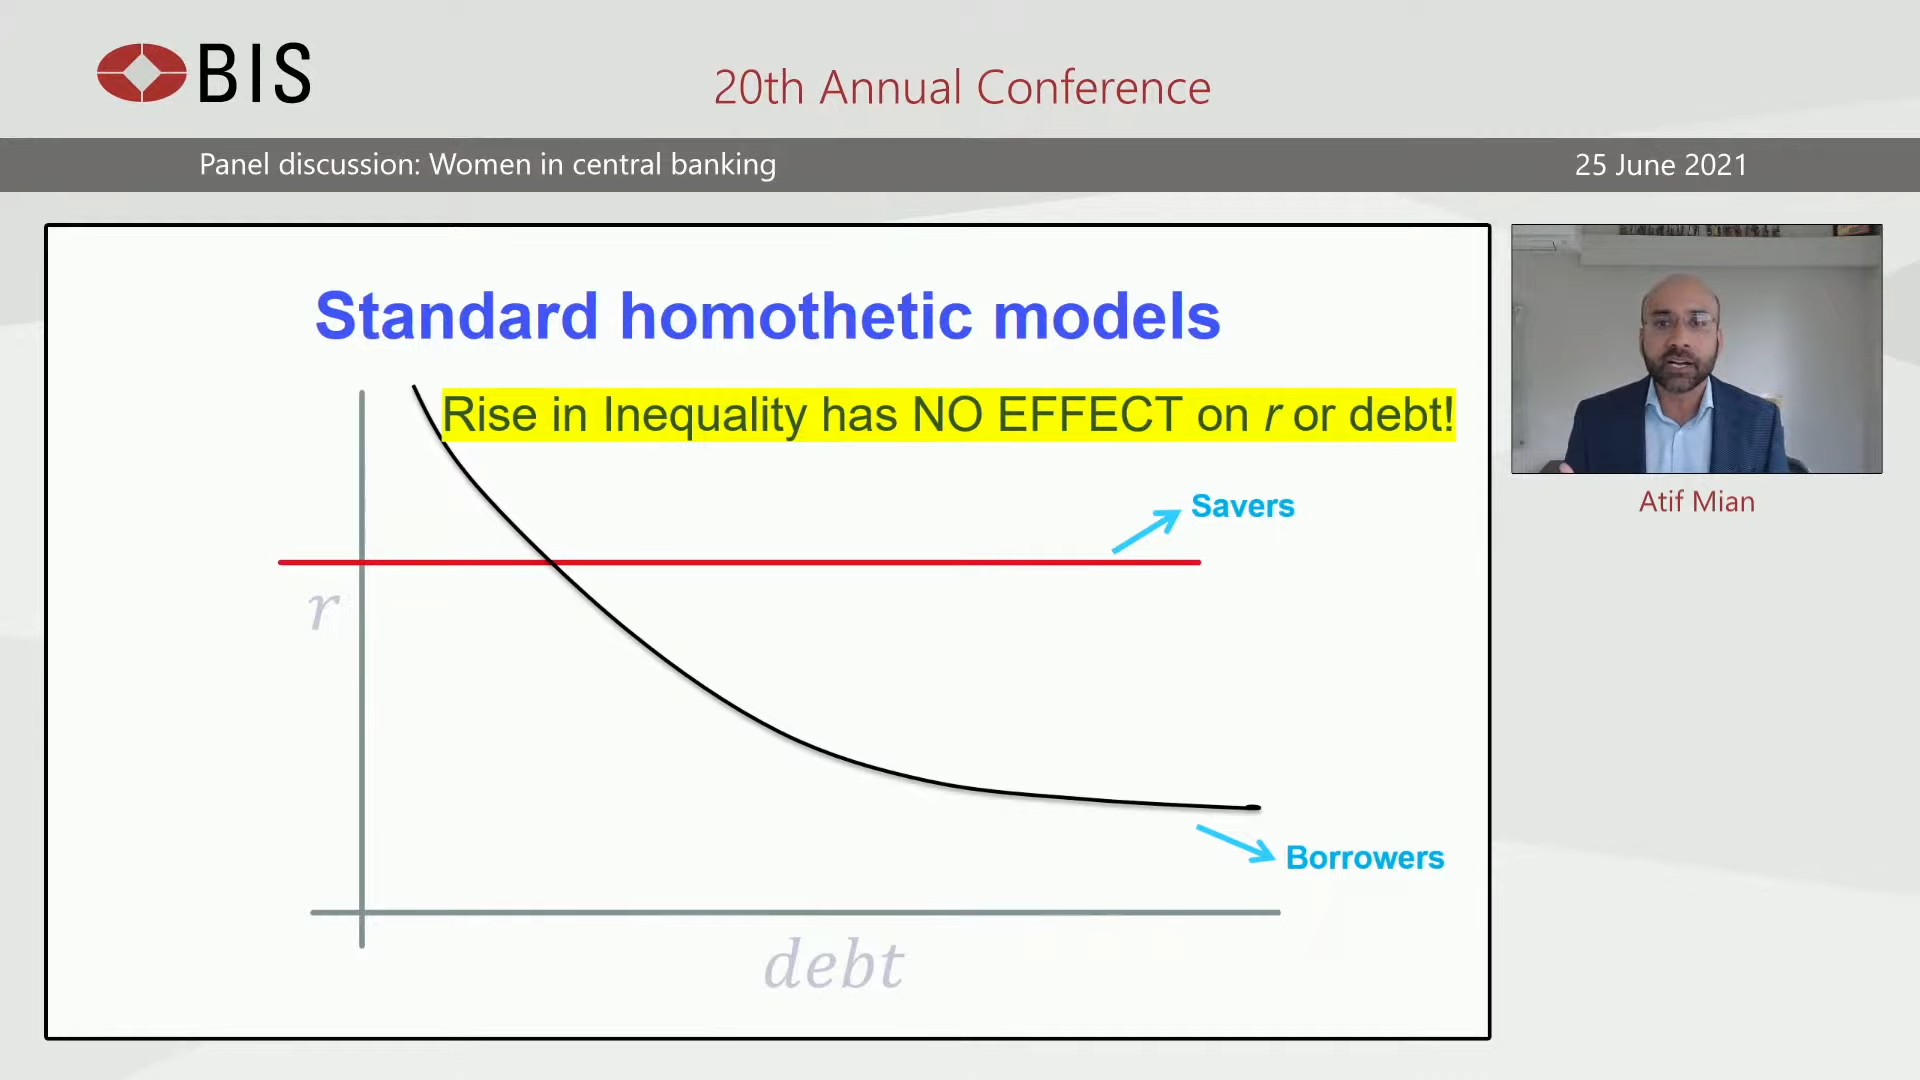 BIS
20th Annual Conference
Panel discussion: Women in central banking
25 June 2021
Standard homothetic models
Rise in Inequality has NO EFFECT on r or debt!
Savers
r
Borrowers
debt
Atif Mian